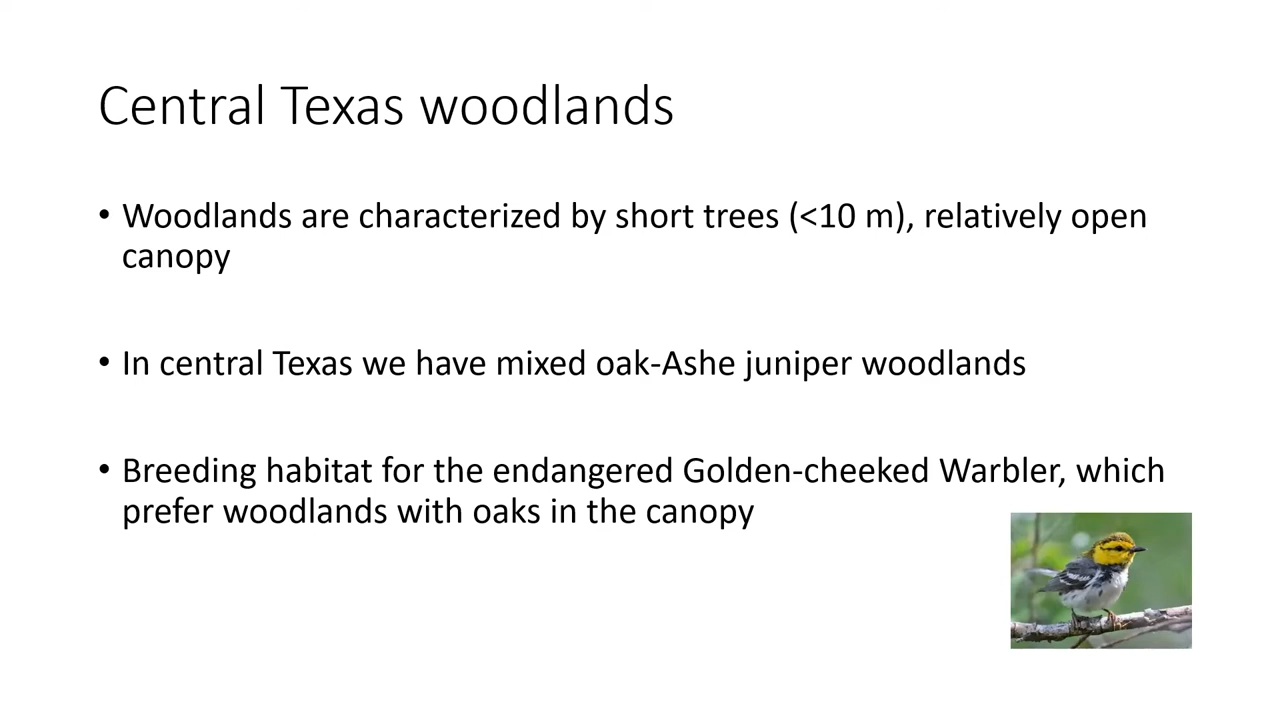 Central Texas woodlands
• Woodlands are characterized by short trees (<10 m), relatively open
canopy
• In central Texas we have mixed oak-Ashe juniper woodlands
• Breeding habitat for the endangered Golden-cheeked Warbler, which
prefer woodlands with oaks in the canopy